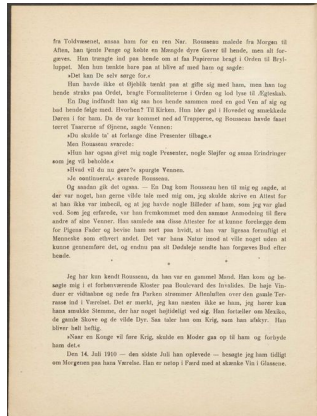 fra Toldvæsenet, ansaa ham for en ren Nar. Rousseau malede fra Morgen til
Aften, han tjente Penge og købte en Mængde dyre Gaver til hende, men alt for-
gæves. Han trængte ind paa hende om at faa Papirerne bragt i Orden til Bryl-
luppet. Men hun tænkte bare paa at blive af med ham og sagde:
»Det kan De selv sørge for.«
Han havde ikke et Øjeblik tænkt paa at gifte sig med ham, men han tog
hende straks paa Ordet, bragte Formaliteterne i Orden og lod lyse til Ægteskab.
En Dag indfandt han sig saa hos hende sammen med en god Ven af sig og
bad hende følge med. Hvorhen? Til Kirken. Hun blev gal i Hovedet og smækkede
Døren i for ham. Da de var kommet ned ad Trapperne, og Rousseau havde faaet
tørret Taarerne af Øjnene, sagde Vennen:
»Du skulde ta' at forlange dine Presenter tilbage.«
Men Rousseau svarede:
»Hun har ogsaa givet mig nogle Presenter, nogle Sløjfer og smaa Erindringer
som jeg vil beholde.«
»Hvad vil du nu gøre?« spurgte Vennen.
»Je continuerai,« svarede Rousseau.
Og saadan gik det ogsaa. — En Dag kom Rousseau hen til mig og sagde, at
der var noget, han gerne vilde tale med mig om, jeg skulde skrive en Attest for
at han ikke var imbecil, og at jeg havde nogle Billeder af ham, som jeg var glad
ved. Som jeg erfarede, var han fremkommet med den samme Anmodning til flere
andre af sine Venner. Han samlede saa disse Attester for at kunne forelægge dem
for Pigens Fader og bevise ham sort paa hvidt, at han var ligesaa fornuftigt et
Menneske som ethvert andet. Det var hans Natur imod at ville noget uden at
kunne gennemføre det, og endnu paa sit Dødsleje sendte han forgæves Bud efter
hende.
* *
*
Jeg har kun kendt Rousseau, da han var en gammel Mand. Han kom og be-
søgte mig i et forhenværende Kloster paa Boulevard des Invalides. De høje Vin-
duer er vidtaabne og nede fra Parken strømmer Aftenluften over den gamle Ter-
rasse ind i Værelset. Det er mørkt, jeg kan næsten ikke se ham, jeg hører kun
hans smukke Stemme, der har noget højtideligt ved sig. Han fortæller om Mexiko,
de gamle Skove og de vilde Dyr. Saa taler han om Krig, som han afskyr. Han
bliver helt heftig.
»Naar en Konge vil føre Krig, skulde en Moder gaa op til ham og forbyde
ham det.«
Den 14. Juli 1910 — den sidste Juli han oplevede — besøgte jeg ham tidligt
om Morgenen paa hans Værelse. Han er netop i Færd med at skænke Vin i Glassene.